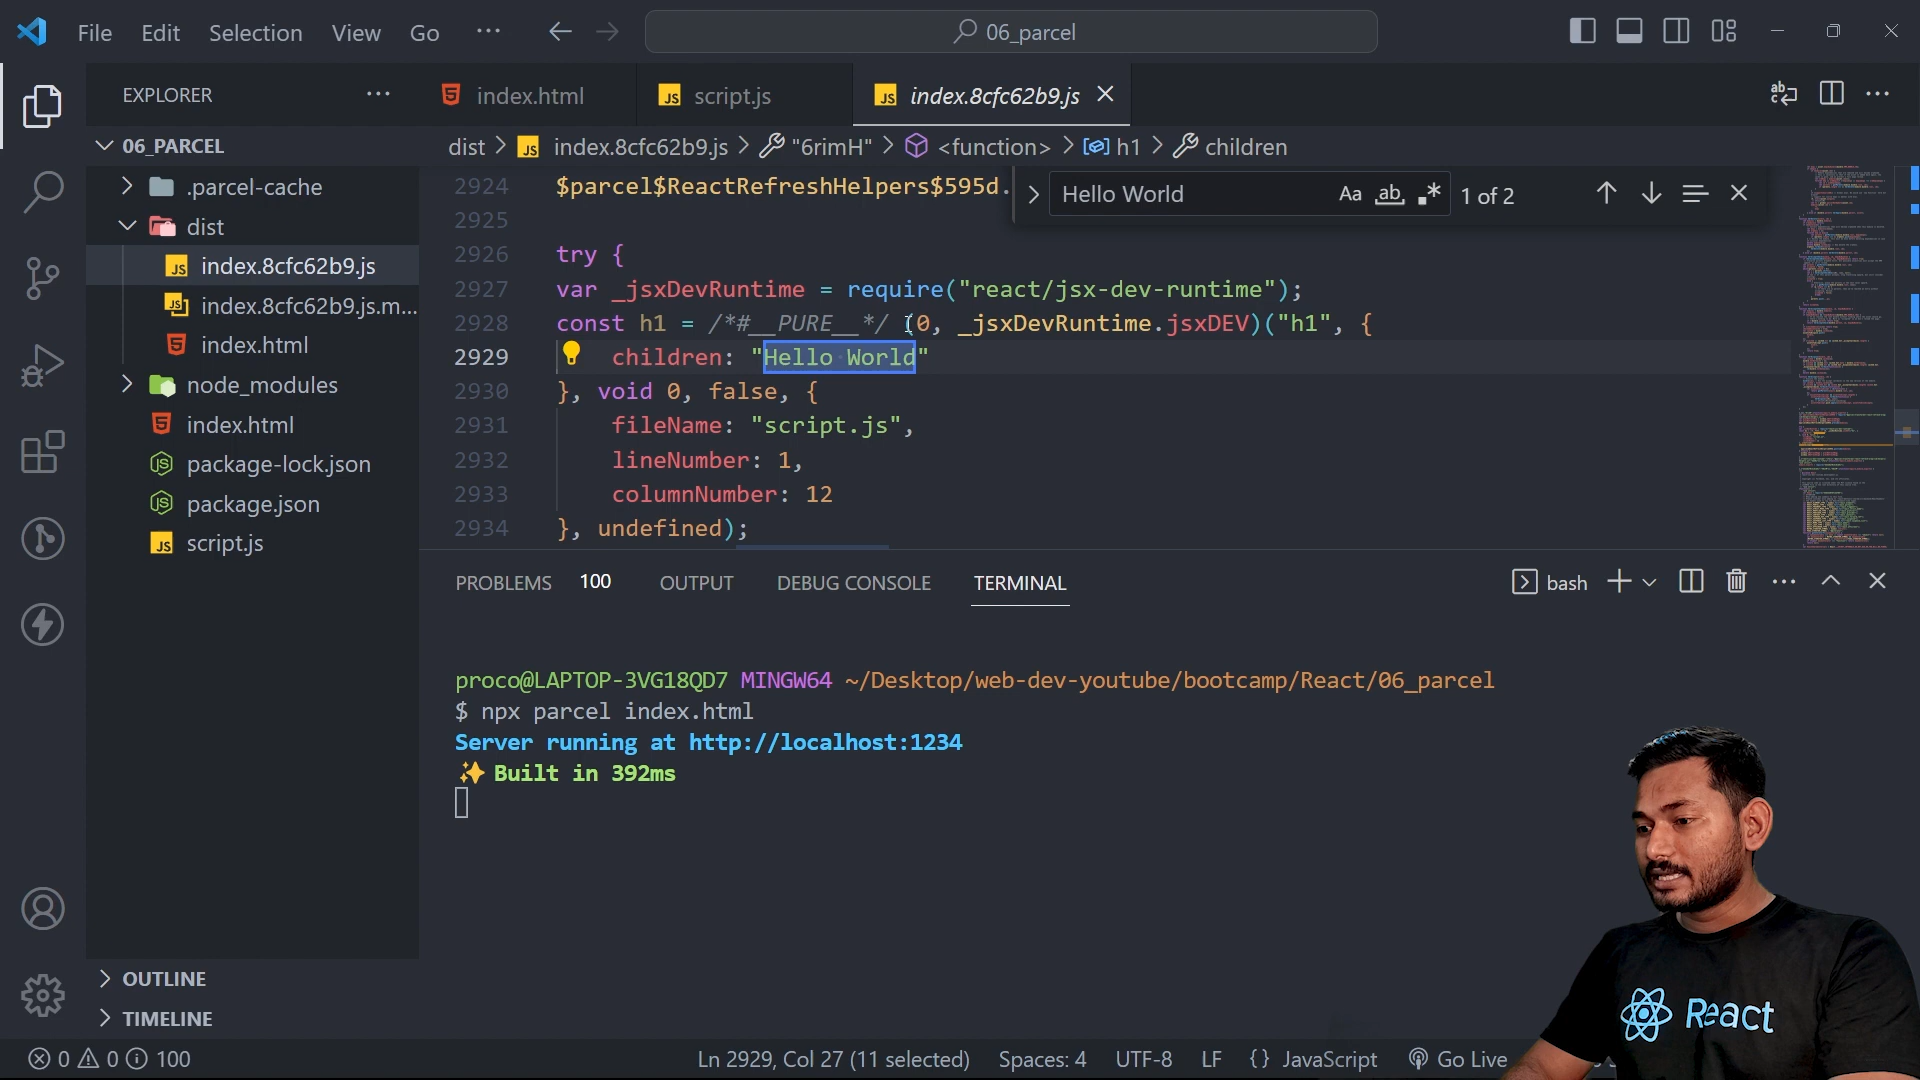 File Edit Selection View Go ··· 06_parcel
EXPLORER ···
index.html
script.js
index.8cfc62b9.js
06_PARCEL
.parcel-cache
dist
index.8cfc62b9.js
index.8cfc62b9.js.m...
index.html
node_modules
index.html
package-lock.json
package.json
script.js
OUTLINE
TIMELINE
dist > JS index.8cfc62b9.js > "6rimH" > <function> > h1 > children
Hello World Aa ab .* 1 of 2
2924 $parcel$ReactRefreshHelpers$595d.
2925
2926 try {
2927 var _jsxDevRuntime = require("react/jsx-dev-runtime");
2928 const h1 = /*#__PURE__*/ (0, _jsxDevRuntime.jsxDEV)("h1", {
2929 children: "Hello World"
2930 }, void 0, false, {
2931 fileName: "script.js",
2932 lineNumber: 1,
2933 columnNumber: 12
2934 }, undefined);
PROBLEMS 100 OUTPUT DEBUG CONSOLE TERMINAL
bash
proco@LAPTOP-3VG18QD7 MINGW64 ~/Desktop/web-dev-youtube/bootcamp/React/06_parcel
$ npx parcel index.html
Server running at http://localhost:1234
✨ Built in 392ms
React
0 0 100
Ln 2929, Col 27 (11 selected) Spaces: 4 UTF-8 LF {} JavaScript Go Live